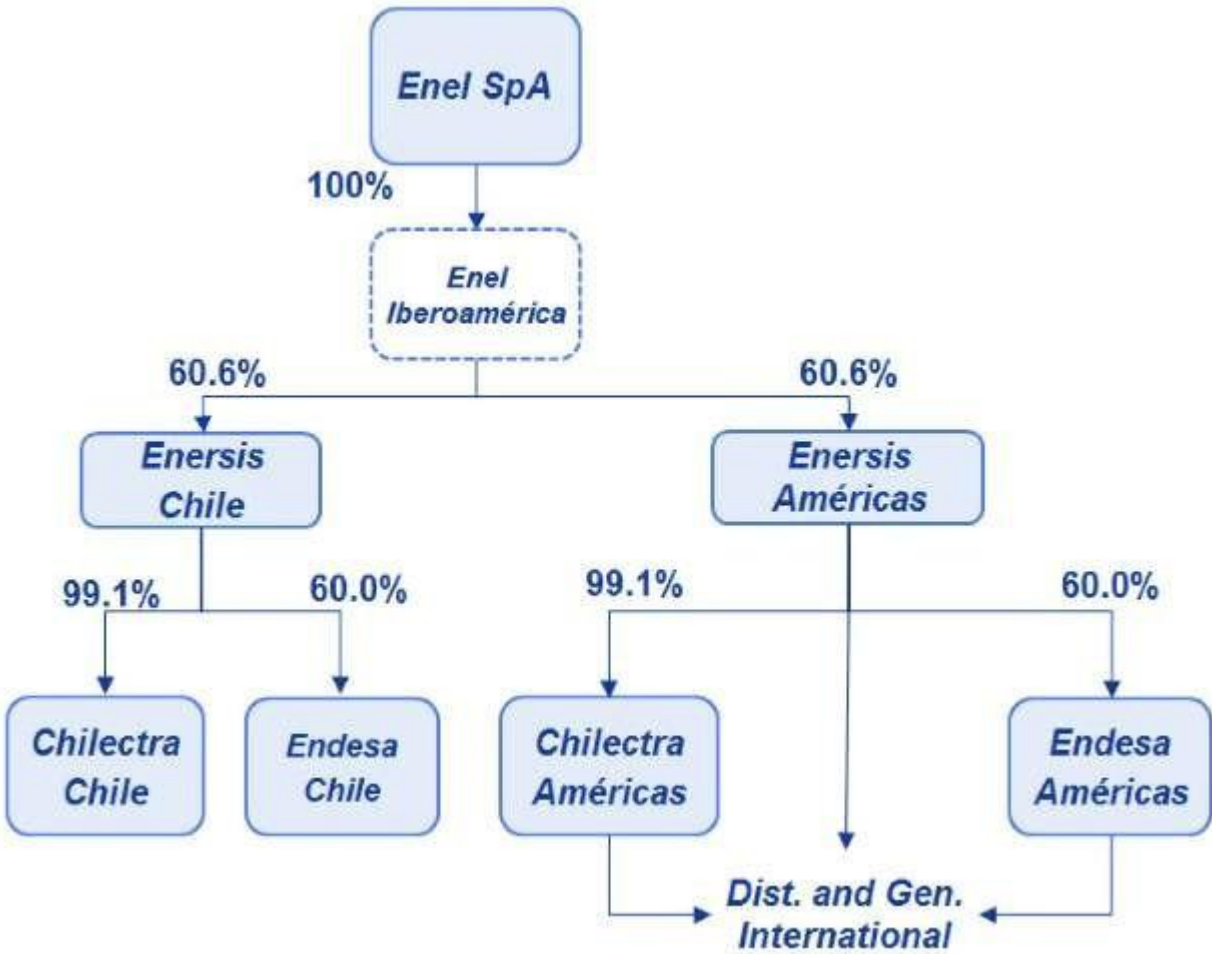 Enel SpA
100%
Enel
Iberoamérica
60.6%
60.6%
Enersis
Chile
Enersis
Américas
99.1%
60.0%
99.1%
60.0%
Chilectra
Chile
Endesa
Chile
Chilectra
Américas
Endesa
Américas
Dist. and Gen.
International